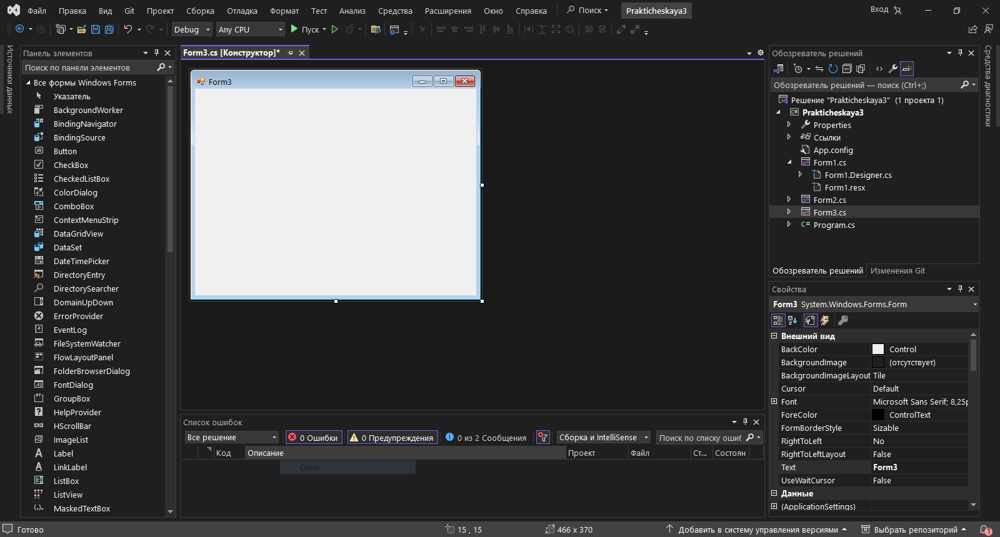 Файл Правка Вид Git Проект Сборка Отладка Формат Тест Анализ Средства Расширения Окно Справка Поиск Prakticheskaya3 Вход
Debug Any CPU Пуск
Источники данных
Панель элементов
Поиск по панели элементов
Все формы Windows Forms
Указатель
BackgroundWorker
BindingNavigator
BindingSource
Button
CheckBox
CheckedListBox
ColorDialog
ComboBox
ContextMenuStrip
DataGridView
DataSet
DateTimePicker
DirectoryEntry
DirectorySearcher
DomainUpDown
ErrorProvider
EventLog
FileSystemWatcher
FlowLayoutPanel
FolderBrowserDialog
FontDialog
GroupBox
HelpProvider
HScrollBar
ImageList
Label
LinkLabel
ListBox
ListView
MaskedTextBox
Form3.cs [Конструктор]*
Form3
Список ошибок
Все решение 0 Ошибки 0 Предупреждения 0 из 2 Сообщения Сборка и IntelliSense Поиск по списку ошиб
Код Описание Проект Файл Ст... Состоян
Окно
Обозреватель решений
Обозреватель решений — поиск (Ctrl+;)
Решение "Prakticheskaya3" (1 проекта 1)
Prakticheskaya3
Properties
Ссылки
App.config
Form1.cs
Form1.Designer.cs
Form1.resx
Form2.cs
Form3.cs
Program.cs
Обозреватель решений Изменения Git
Свойства
Form3 System.Windows.Forms.Form
Внешний вид
BackColor Control
BackgroundImage (отсутствует)
BackgroundImageLayout Tile
Cursor Default
Font Microsoft Sans Serif; 8,25p
ForeColor ControlText
FormBorderStyle Sizable
RightToLeft No
RightToLeftLayout False
Text Form3
UseWaitCursor False
Данные
(ApplicationSettings)
Средства диагностики
Готово 15 , 15 466 x 370 Добавить в систему управления версиями Выбрать репозиторий 1